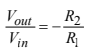 V_out / V_in = - R_2 / R_1